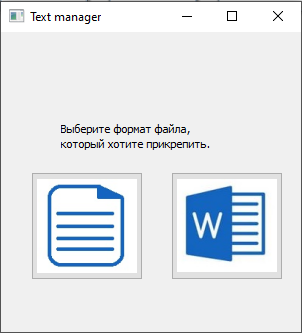 Text manager
Выберите формат файла,
который хотите прикрепить.
W